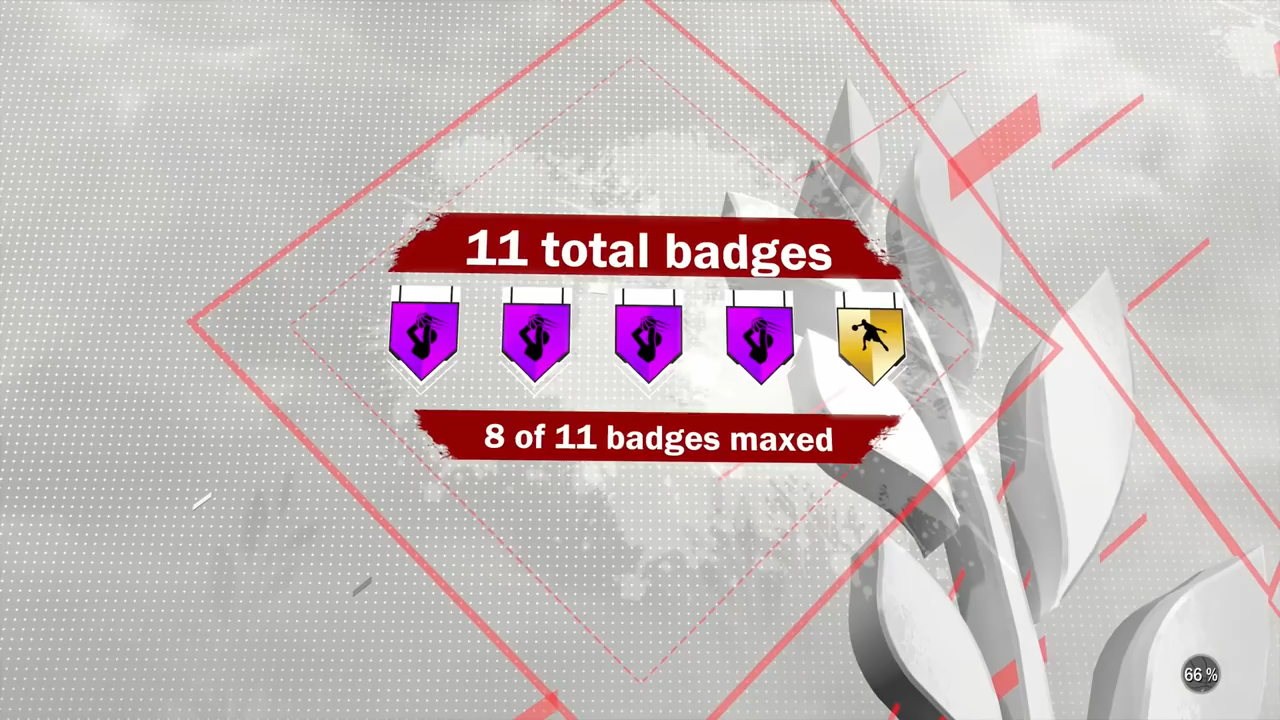 11 total badges
8 of 11 badges maxed
66 %